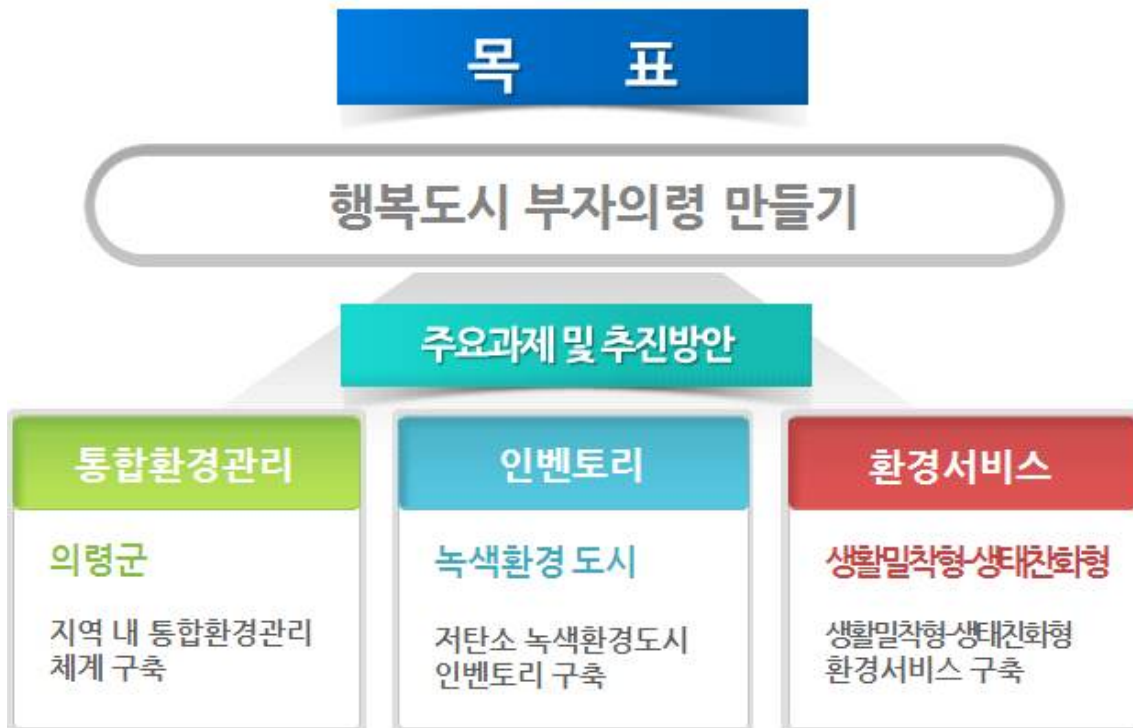 목 표
행복도시 부자의령 만들기
주요과제 및 추진방안
통합환경관리
의령군
지역 내 통합환경관리
체계 구축
인벤토리
녹색환경 도시
저탄소 녹색환경도시
인벤토리 구축
환경서비스
생활밀착형-생태찬화형
생활밀착형-생태진화형
환경서비스 구축